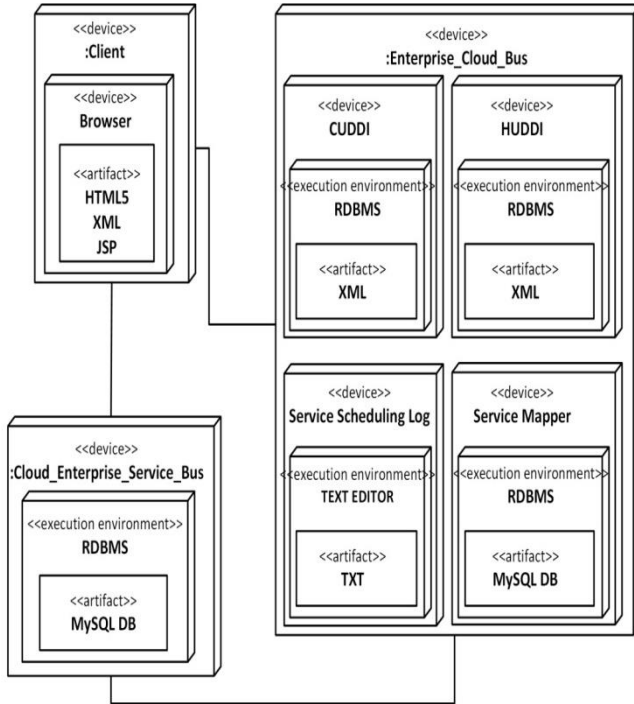 <<device>>
:Client
<<device>>
Browser
<<artifact>>
HTML5
XML
JSP
<<device>>
:Enterprise_Cloud_Bus
<<device>>
CUDDI
<<execution environment>>
RDBMS
<<artifact>>
XML
<<device>>
HUDDI
<<execution environment>>
RDBMS
<<artifact>>
XML
<<device>>
Service Scheduling Log
<<execution environment>>
TEXT EDITOR
<<artifact>>
TXT
<<device>>
Service Mapper
<<execution environment>>
RDBMS
<<artifact>>
MySQL DB
<<device>>
:Cloud_Enterprise_Service_Bus
<<execution environment>>
RDBMS
<<artifact>>
MySQL DB